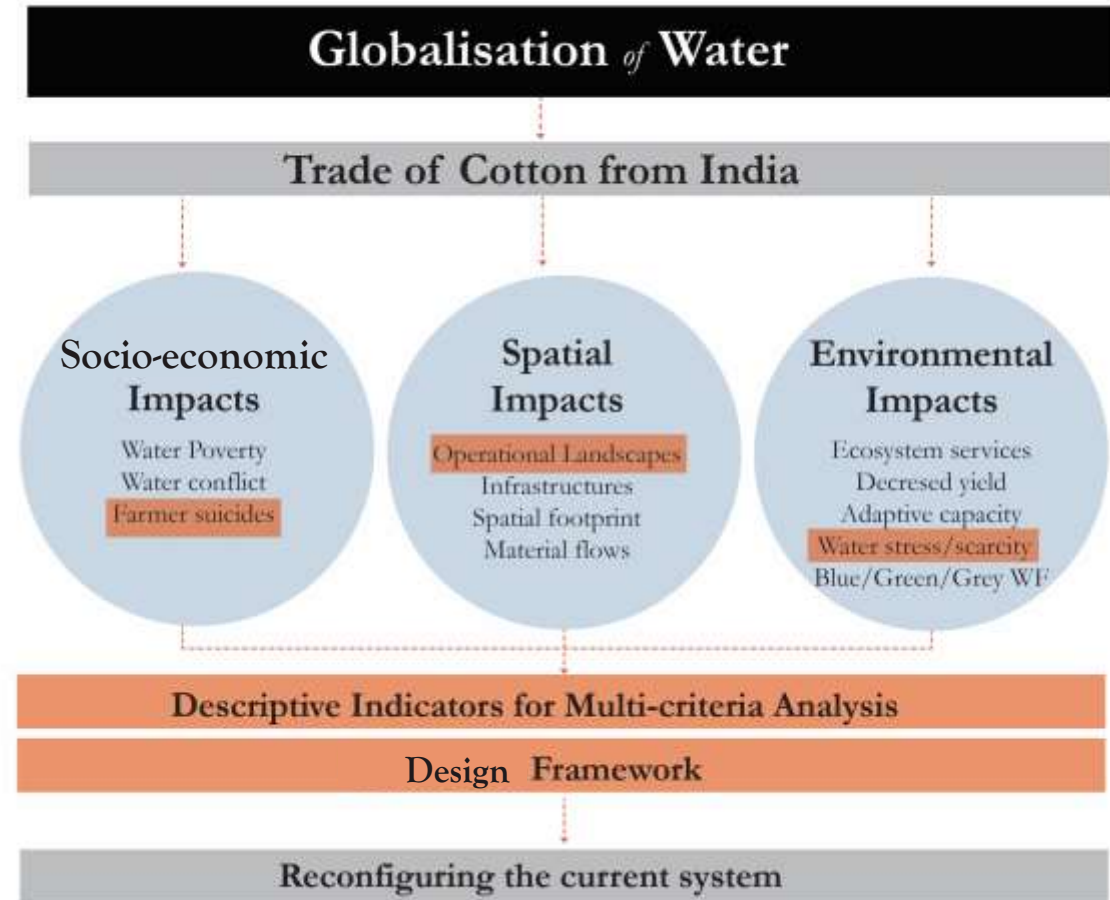 Globalisation of Water
Trade of Cotton from India
Socio-economic
Impacts
Water Poverty
Water conflict
Farmer suicides
Spatial
Impacts
Operational Landscapes
Infrastructures
Spatial footprint
Material flows
Environmental
Impacts
Ecosystem services
Decresed yield
Adaptive capacity
Water stress/scarcity
Blue/Green/Grey WF
Descriptive Indicators for Multi-criteria Analysis
Design Framework
Reconfiguring the current system